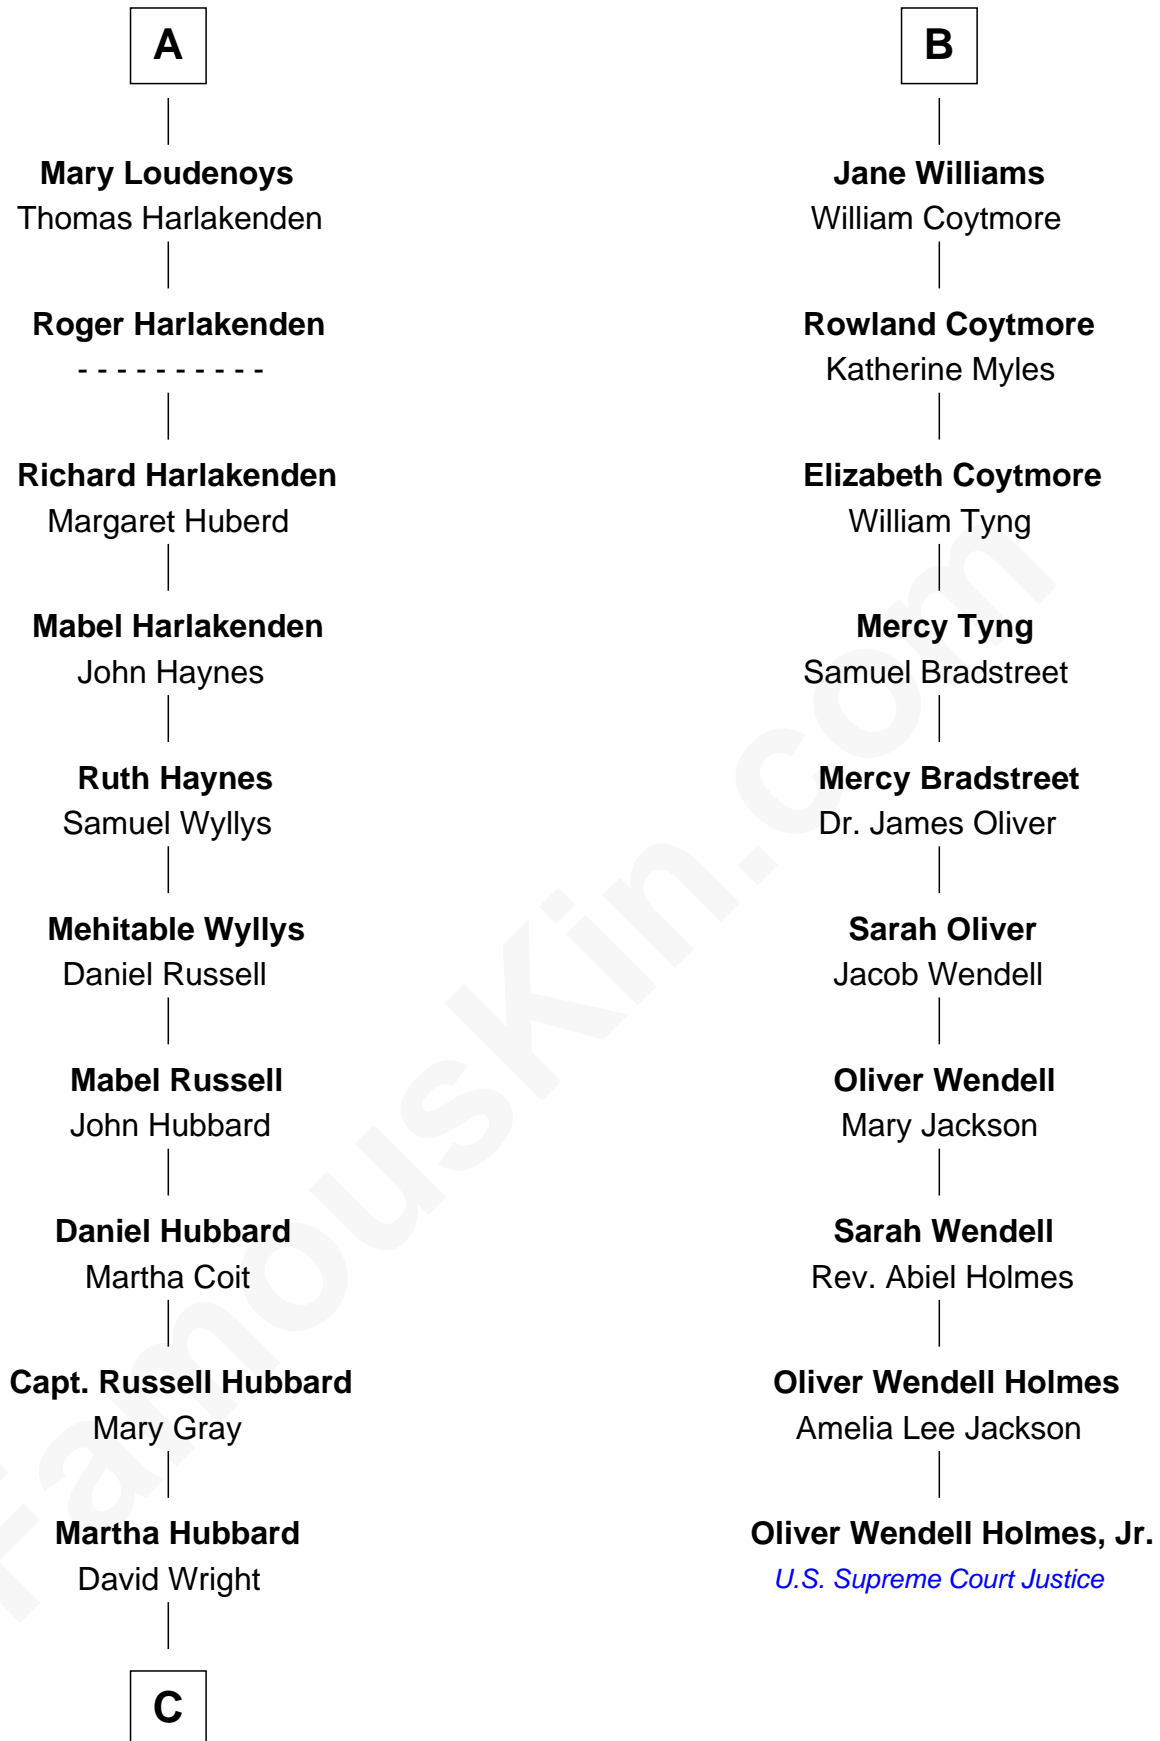 A
Mary Loudenoys
Thomas Harlakenden
Roger Harlakenden
- - - - - - - - - -
Richard Harlakenden
Margaret Huberd
Mabel Harlakenden
John Haynes
Ruth Haynes
Samuel Wyllys
Mehitable Wyllys
Daniel Russell
Mabel Russell
John Hubbard
Daniel Hubbard
Martha Coit
Capt. Russell Hubbard
Mary Gray
Martha Hubbard
David Wright
C
B
Jane Williams
William Coytmore
Rowland Coytmore
Katherine Myles
Elizabeth Coytmore
William Tyng
Mercy Tyng
Samuel Bradstreet
Mercy Bradstreet
Dr. James Oliver
Sarah Oliver
Jacob Wendell
Oliver Wendell
Mary Jackson
Sarah Wendell
Rev. Abiel Holmes
Oliver Wendell Holmes
Amelia Lee Jackson
Oliver Wendell Holmes, Jr.
U.S. Supreme Court Justice
FamousKin.com